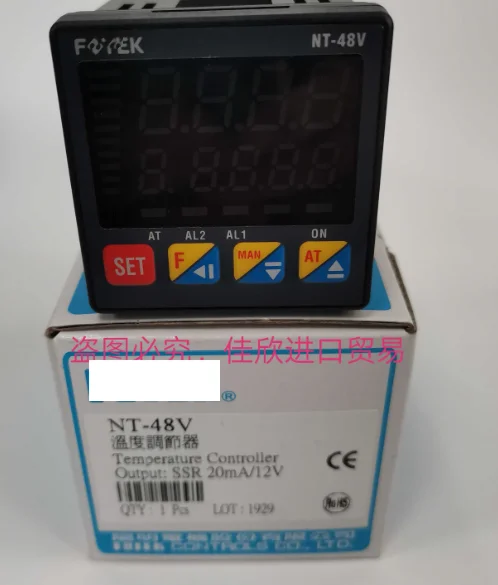 FOTEK NT-48V
AT AL2 AL1 ON
SET F MAN AT
盗图必究，佳欣进口贸易
®
NT-48V
溫度調節器
Temperature Controller
Output: SSR 20mA/12V
CE
QTY : 1 Pcs LOT : 1929
RoHS
CONTROLS CO., LTD.